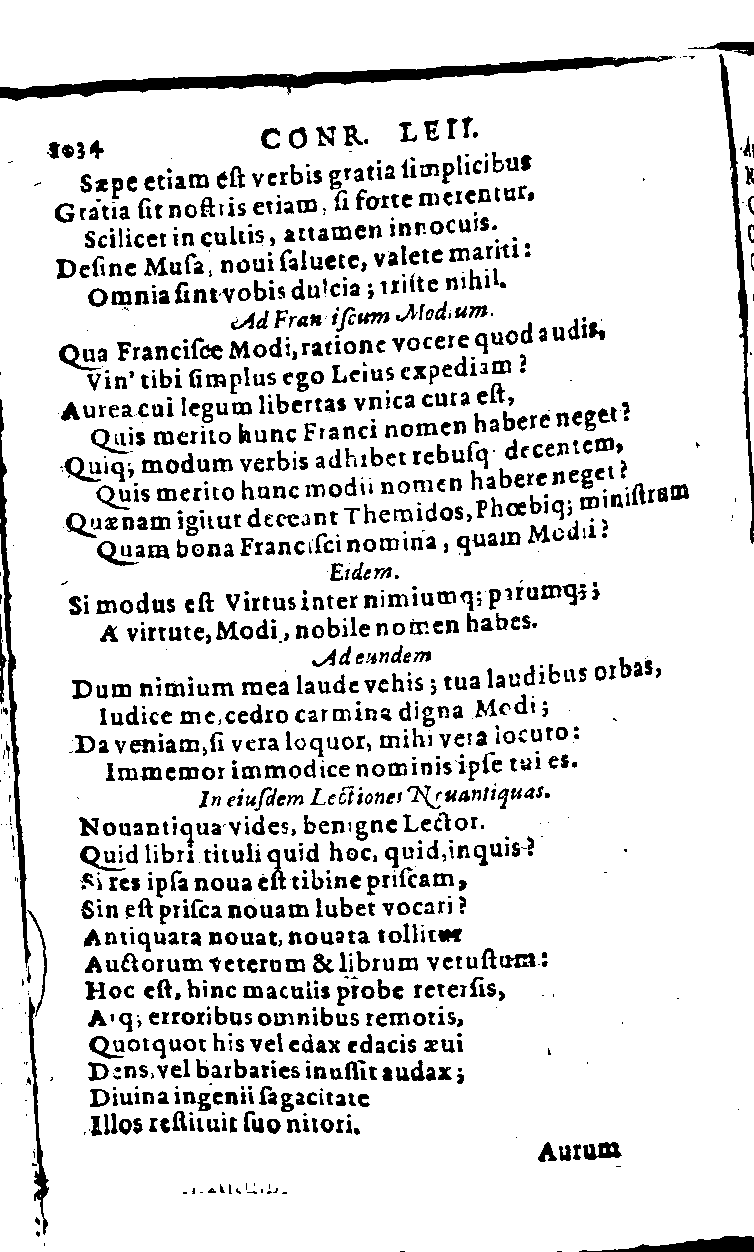 1034 CONR. LEII.
Sæpe etiam eſt verbis gratia ſimplicibus
Gratia ſit noſtris etiam, ſi forte merentur,
Scilicet in cultis, attamen innocuis.
Deſine Muſa, noui ſaluete, valete mariti:
Omnia ſint vobis dulcia; triſte nihil.
Ad Franciſcum Modium.
Qua Franciſce Modi, ratione vocere quod audis,
Vin' tibi ſimplus ego Leius expediam?
Aurea cui legum libertas vnica cura eſt,
Quis merito hunc Franci nomen habere neget?
Quiq; modum verbis adhibet rebuſq; decentem,
Quis merito hunc modii nomen habere neget?
Quænam igitur deceant Themidos, Phœbiq; miniſtram
Quam bona Franciſci nomina, quam Modii?
Eidem.
Si modus eſt Virtus inter nimiumq; parumq;;
A virtute, Modi, nobile nomen habes.
Ad eundem
Dum nimium mea laude vehis; tua laudibus orbas,
Iudice me, cedro carmina digna Modi;
Da veniam, ſi vera loquor, mihi vera locuto:
Immemor immodice nominis ipſe tui es.
In eiuſdem Lectiones Nouantiquas.
Nouantiqua vides, benigne Lector.
Quid libri tituli quid hoc, quid, inquis?
Si res ipſa noua eſt tibine priſcam,
Sin eſt priſca nouam lubet vocari?
Antiquata nouat, nouata tollitur
Auctorum veterum & librum vetuſtum:
Hoc eſt, hinc maculis probe reterſis,
Atq; erroribus omnibus remotis,
Quotquot his vel edax edacis æui
Dens, vel barbaries inuſſit audax;
Diuina ingenii ſagacitate
Illos reſtituit ſuo nitori.
Aurum